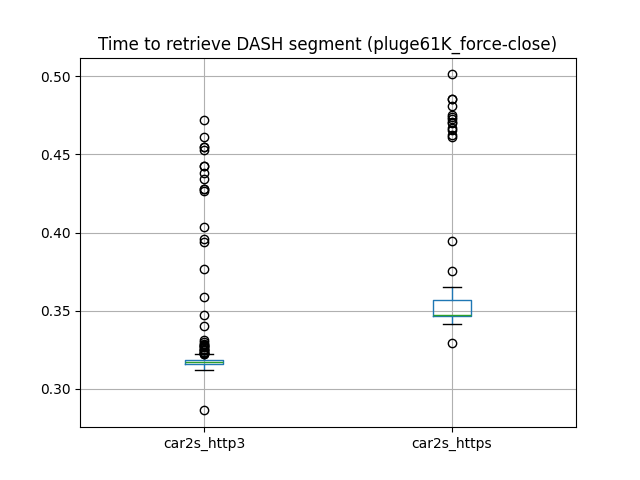 Time to retrieve DASH segment (pluge61K_force-close)
0.50
0.45
0.40
0.35
0.30
car2s_http3
car2s_https